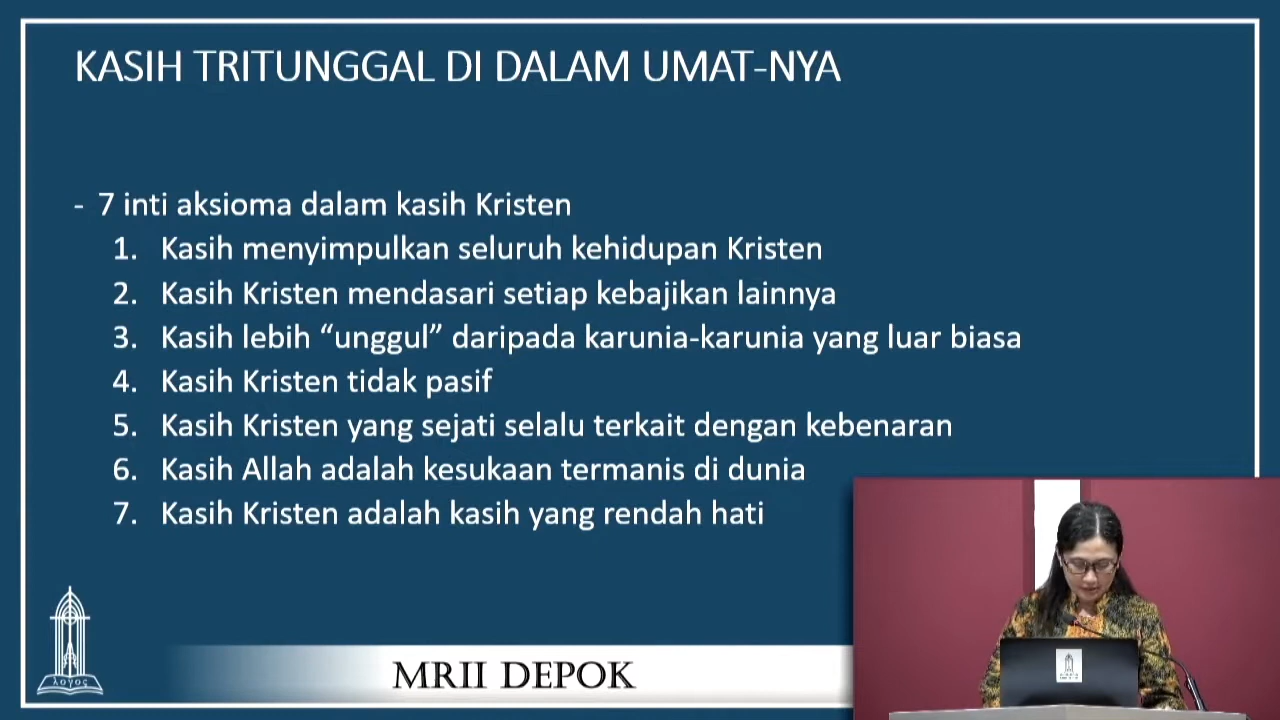 KASIH TRITUNGGAL DI DALAM UMAT-NYA
- 7 inti aksioma dalam kasih Kristen
1. Kasih menyimpulkan seluruh kehidupan Kristen
2. Kasih Kristen mendasari setiap kebajikan lainnya
3. Kasih lebih “unggul” daripada karunia-karunia yang luar biasa
4. Kasih Kristen tidak pasif
5. Kasih Kristen yang sejati selalu terkait dengan kebenaran
6. Kasih Allah adalah kesukaan termanis di dunia
7. Kasih Kristen adalah kasih yang rendah hati
λογος
MRII DEPOK